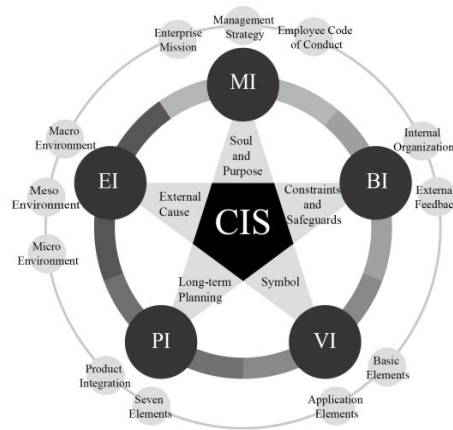 Management
Strategy
Enterprise
Mission
Employee Code
of Conduct
MI
Macro
Environment
Internal
Organization
Soul
and
Purpose
EI
BI
Meso
Environment
External
Cause
Constraints
and
Safeguards
External
Feedback
CIS
Micro
Environment
Long-term
Planning
Symbol
PI
VI
Product
Integration
Basic
Elements
Seven
Elements
Application
Elements